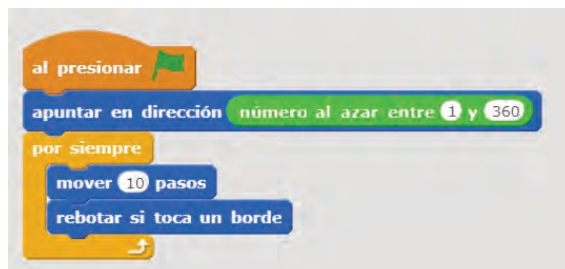 al presionar
apuntar en dirección número al azar entre 1 y 360
por siempre
mover 10 pasos
rebotar si toca un borde